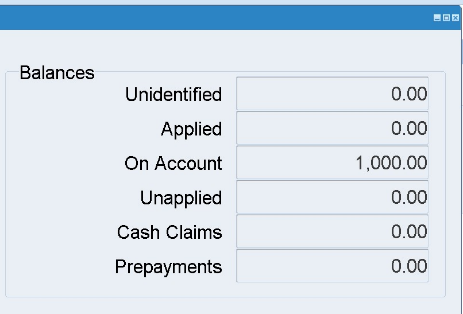 Balances
Unidentified 0.00
Applied 0.00
On Account 1,000.00
Unapplied 0.00
Cash Claims 0.00
Prepayments 0.00